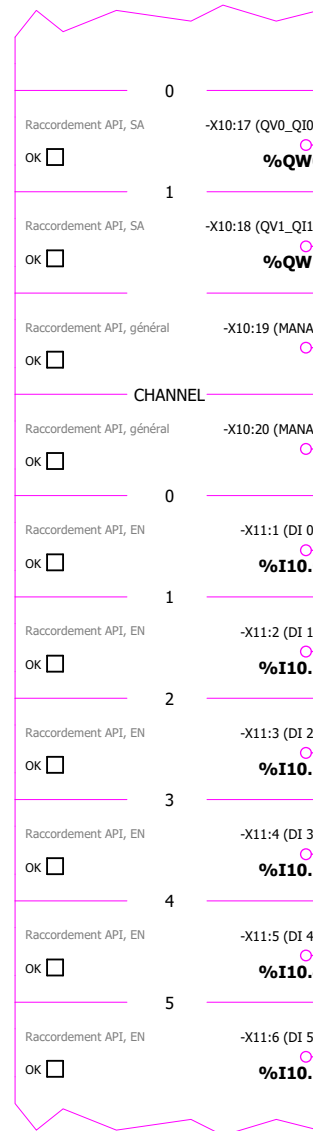 0
Raccordement API, SA -X10:17 (QV0_QI0
OK
%QW
1
Raccordement API, SA -X10:18 (QV1_QI1
OK
%QW
Raccordement API, général -X10:19 (MANA
OK
CHANNEL
Raccordement API, général -X10:20 (MANA
OK
0
Raccordement API, EN -X11:1 (DI 0
OK %I10.
1
Raccordement API, EN -X11:2 (DI 1
OK %I10.
2
Raccordement API, EN -X11:3 (DI 2
OK %I10.
3
Raccordement API, EN -X11:4 (DI 3
OK %I10.
4
Raccordement API, EN -X11:5 (DI 4
OK %I10.
5
Raccordement API, EN -X11:6 (DI 5
OK %I10.